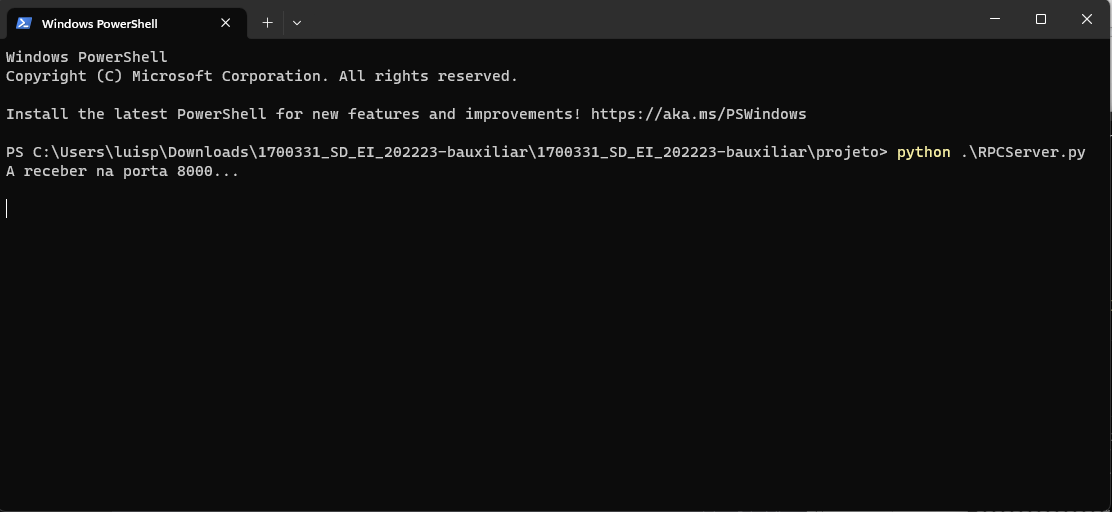 Windows PowerShell
Windows PowerShell
Copyright (C) Microsoft Corporation. All rights reserved.
Install the latest PowerShell for new features and improvements! https://aka.ms/PSWindows
PS C:\Users\luisp\Downloads\1700331_SD_EI_202223-bauxiliar\1700331_SD_EI_202223-bauxiliar\projeto> python .\RPCServer.py
A receber na porta 8000...